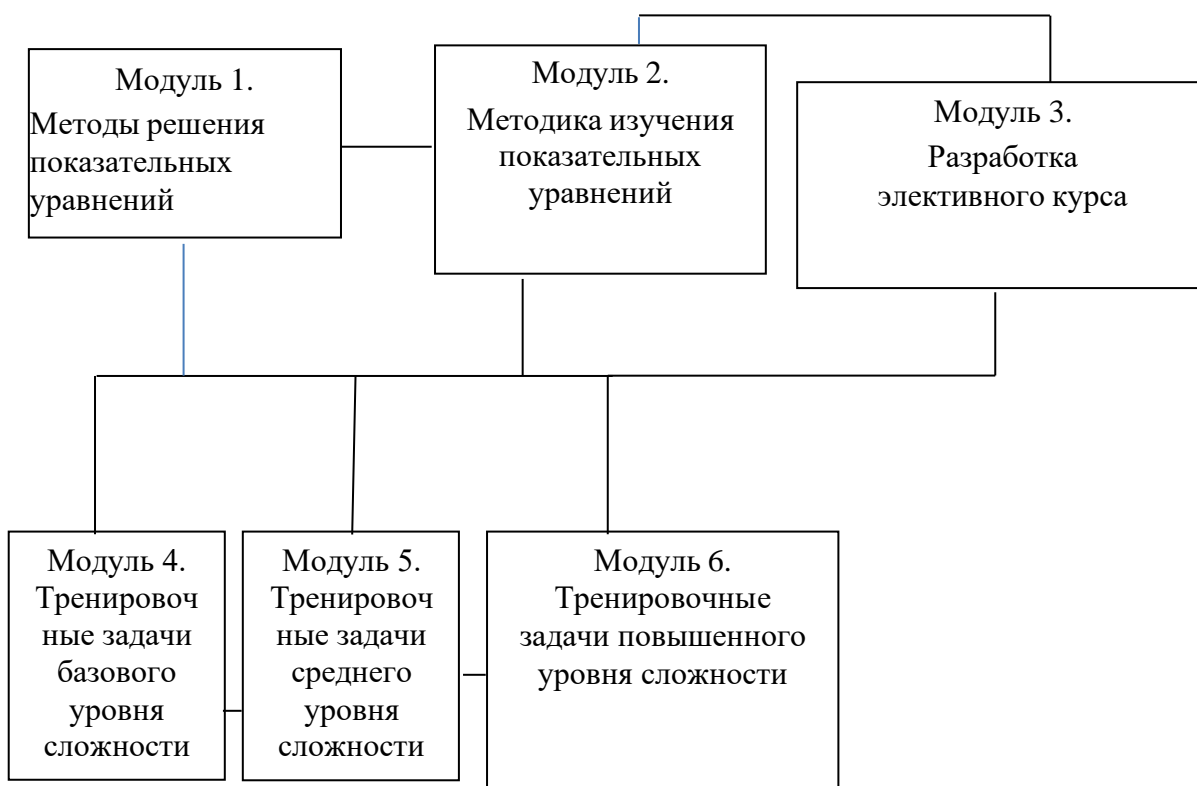 Модуль 1.
Методы решения
показательных
уравнений
Модуль 2.
Методика изучения
показательных
уравнений
Модуль 3.
Разработка
элективного курса
Модуль 4.
Тренировоч
ные задачи
базового
уровня
сложности
Модуль 5.
Тренировоч
ные задачи
среднего
уровня
сложности
Модуль 6.
Тренировочные
задачи повышенного
уровня сложности